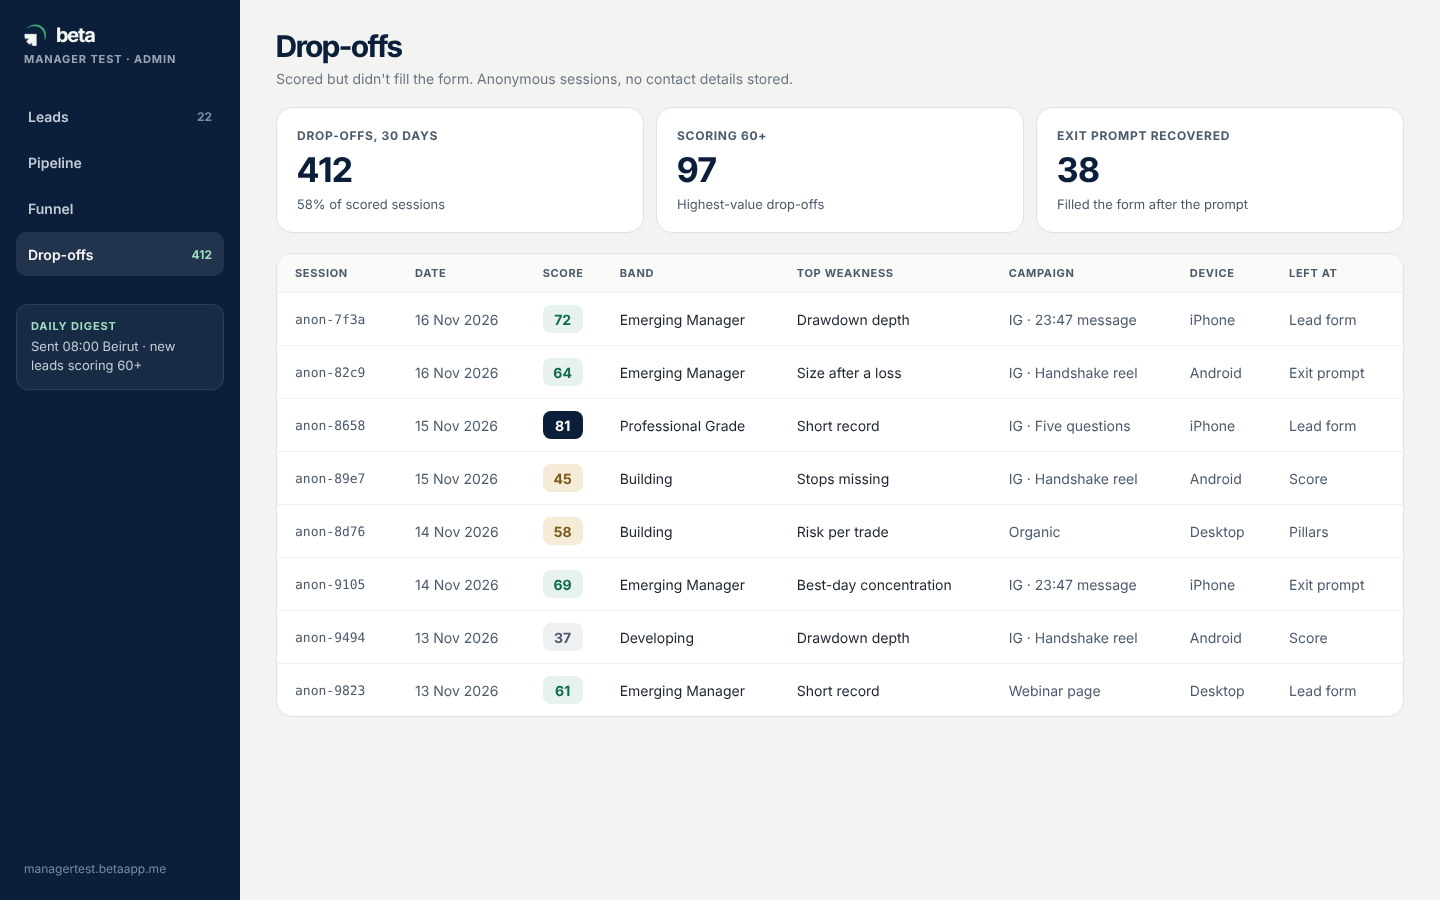 beta
MANAGER TEST · ADMIN
Leads 22
Pipeline
Funnel
Drop-offs 412
DAILY DIGEST
Sent 08:00 Beirut · new
leads scoring 60+
managertest.betaapp.me
Drop-offs
Scored but didn't fill the form. Anonymous sessions, no contact details stored.
DROP-OFFS, 30 DAYS
412
58% of scored sessions
SCORING 60+
97
Highest-value drop-offs
EXIT PROMPT RECOVERED
38
Filled the form after the prompt
SESSION DATE SCORE BAND TOP WEAKNESS CAMPAIGN DEVICE LEFT AT
anon-7f3a 16 Nov 2026 72 Emerging Manager Drawdown depth IG · 23:47 message iPhone Lead form
anon-82c9 16 Nov 2026 64 Emerging Manager Size after a loss IG · Handshake reel Android Exit prompt
anon-8658 15 Nov 2026 81 Professional Grade Short record IG · Five questions iPhone Lead form
anon-89e7 15 Nov 2026 45 Building Stops missing IG · Handshake reel Android Score
anon-8d76 14 Nov 2026 58 Building Risk per trade Organic Desktop Pillars
anon-9105 14 Nov 2026 69 Emerging Manager Best-day concentration IG · 23:47 message iPhone Exit prompt
anon-9494 13 Nov 2026 37 Developing Drawdown depth IG · Handshake reel Android Score
anon-9823 13 Nov 2026 61 Emerging Manager Short record Webinar page Desktop Lead form